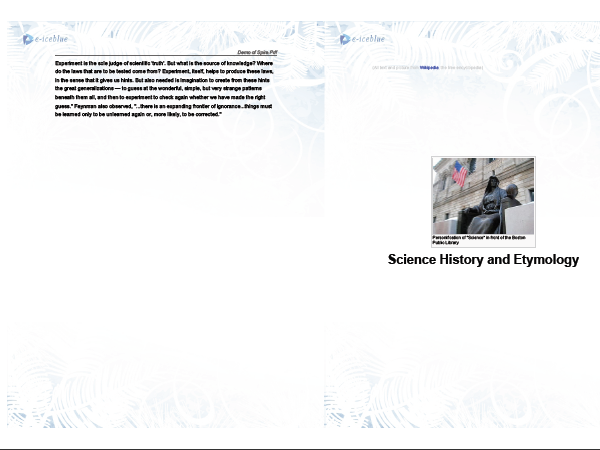 e-iceblue
Demo of Spire.Pdf
Experiment is the sole judge of scientific 'truth'. But what is the source of knowledge? Where
do the laws that are to be tested come from? Experiment, itself, helps to produce these laws,
in the sense that it gives us hints. But also needed is imagination to create from these hints
the great generalizations — to guess at the wonderful, simple, but very strange patterns
beneath them all, and then to experiment to check again whether we have made the right
guess." Feynman also observed, "...there is an expanding frontier of ignorance...things must
be learned only to be unlearned again or, more likely, to be corrected."
e-iceblue
Wikipedia
Personification of "Science" in front of the Boston
Public Library
Science History and Etymology